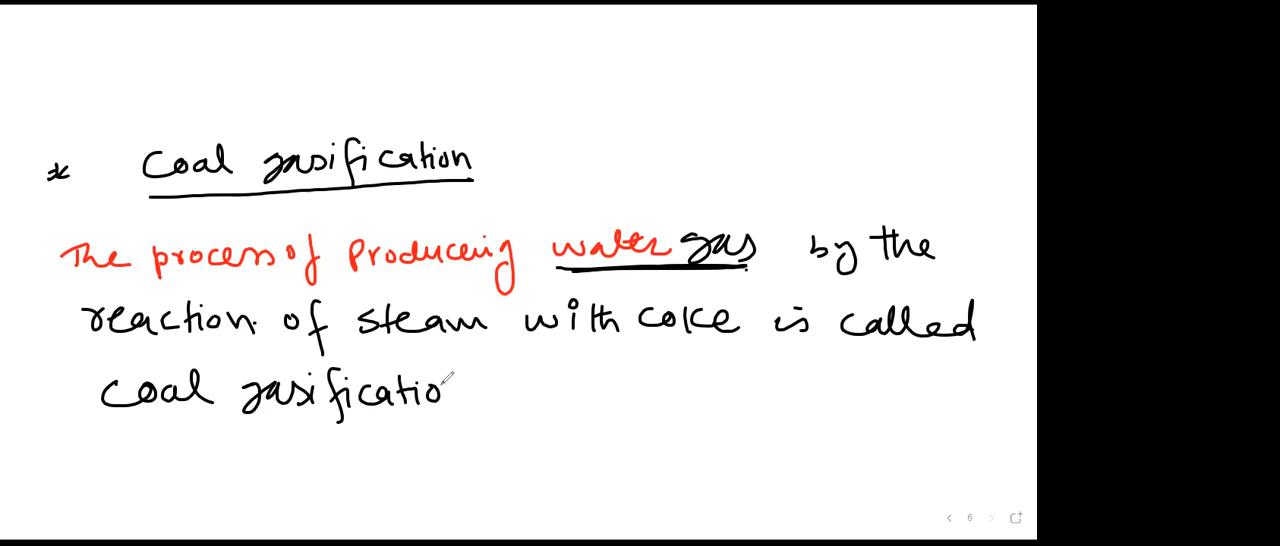 * Coal gasification
The process of Producing water gas by the
reaction of steam with coke is called
coal gasificatio
6